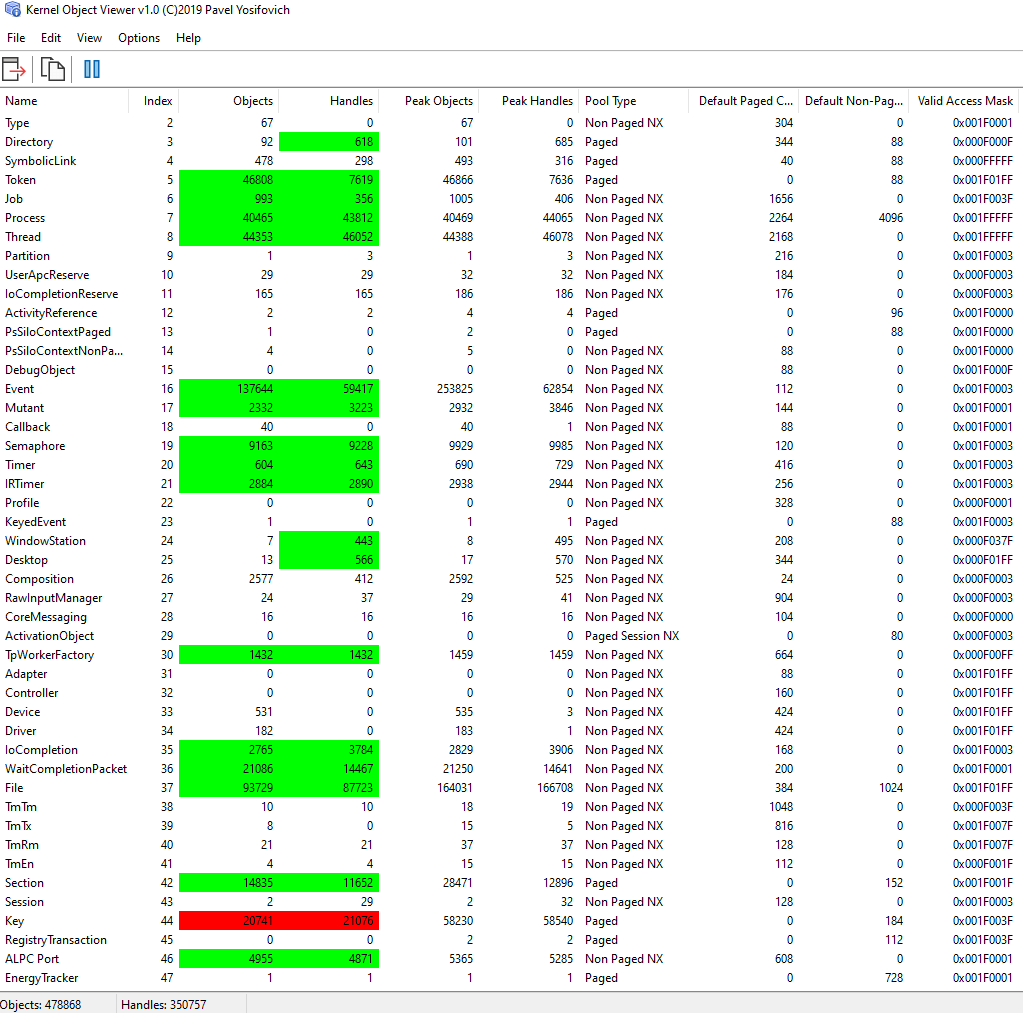 Kernel Object Viewer v1.0 (C)2019 Pavel Yosifovich
File Edit View Options Help
Name Index Objects Handles Peak Objects Peak Handles Pool Type Default Paged C... Default Non-Pag... Valid Access Mask
Type 2 67 0 67 0 Non Paged NX 304 0 0x001F0001
Directory 3 92 618 101 685 Paged 344 88 0x000F000F
SymbolicLink 4 478 298 493 316 Paged 40 88 0x000FFFFF
Token 5 46808 7619 46866 7636 Paged 0 88 0x001F01FF
Job 6 993 356 1005 406 Non Paged NX 1656 0 0x001F003F
Process 7 40465 43812 40469 44065 Non Paged NX 2264 4096 0x001FFFFF
Thread 8 44353 46052 44388 46078 Non Paged NX 2168 0 0x001FFFFF
Partition 9 1 3 1 3 Non Paged NX 216 0 0x001F0003
UserApcReserve 10 29 29 32 32 Non Paged NX 184 0 0x000F0003
IoCompletionReserve 11 165 165 186 186 Non Paged NX 176 0 0x000F0003
ActivityReference 12 2 2 4 4 Paged 0 96 0x001F0000
PsSiloContextPaged 13 1 0 2 0 Paged 0 88 0x001F0000
PsSiloContextNonPa... 14 4 0 5 0 Non Paged NX 88 0 0x001F0000
DebugObject 15 0 0 0 0 Non Paged NX 88 0 0x001F000F
Event 16 137644 59417 253825 62854 Non Paged NX 112 0 0x001F0003
Mutant 17 2332 3223 2932 3846 Non Paged NX 144 0 0x001F0001
Callback 18 40 0 40 1 Non Paged NX 88 0 0x001F0001
Semaphore 19 9163 9228 9929 9985 Non Paged NX 120 0 0x001F0003
Timer 20 604 643 690 729 Non Paged NX 416 0 0x001F0003
IRTimer 21 2884 2890 2938 2944 Non Paged NX 256 0 0x001F0003
Profile 22 0 0 0 0 Non Paged NX 328 0 0x000F0001
KeyedEvent 23 1 0 1 1 Paged 0 88 0x001F0003
WindowStation 24 7 443 8 495 Non Paged NX 208 0 0x000F037F
Desktop 25 13 566 17 570 Non Paged NX 344 0 0x000F01FF
Composition 26 2577 412 2592 525 Non Paged NX 24 0 0x000F0003
RawInputManager 27 24 37 29 41 Non Paged NX 904 0 0x000F0003
CoreMessaging 28 16 16 16 16 Non Paged NX 104 0 0x000F0000
ActivationObject 29 0 0 0 0 Paged Session NX 0 80 0x000F0003
TpWorkerFactory 30 1432 1432 1459 1459 Non Paged NX 664 0 0x000F00FF
Adapter 31 0 0 0 0 Non Paged NX 88 0 0x001F01FF
Controller 32 0 0 0 0 Non Paged NX 160 0 0x001F01FF
Device 33 531 0 535 3 Non Paged NX 424 0 0x001F01FF
Driver 34 182 0 183 1 Non Paged NX 424 0 0x001F01FF
IoCompletion 35 2765 3784 2829 3906 Non Paged NX 168 0 0x001F0003
WaitCompletionPacket 36 21086 14467 21250 14641 Non Paged NX 200 0 0x001F0001
File 37 93729 87723 164031 166708 Non Paged NX 384 1024 0x001F01FF
TmTm 38 10 10 18 19 Non Paged NX 1048 0 0x000F003F
TmTx 39 8 0 15 5 Non Paged NX 816 0 0x001F007F
TmRm 40 21 21 37 37 Non Paged NX 128 0 0x001F007F
TmEn 41 4 4 15 15 Non Paged NX 112 0 0x000F001F
Section 42 14835 11652 28471 12896 Paged 0 152 0x001F001F
Session 43 2 29 2 32 Non Paged NX 128 0 0x001F0003
Key 44 20741 21076 58230 58540 Paged 0 184 0x001F003F
RegistryTransaction 45 0 0 2 2 Paged 0 112 0x001F003F
ALPC Port 46 4955 4871 5365 5285 Non Paged NX 608 0 0x001F0001
EnergyTracker 47 1 1 1 1 Paged 0 728 0x001F0001
Objects: 478868 Handles: 350757